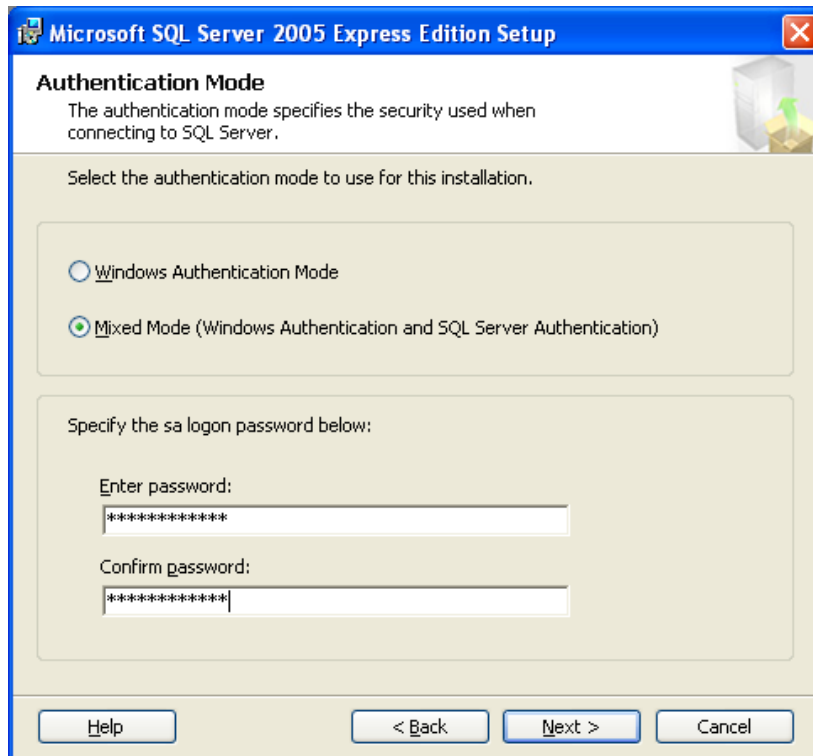 Microsoft SQL Server 2005 Express Edition Setup
Authentication Mode
The authentication mode specifies the security used when
connecting to SQL Server.
Select the authentication mode to use for this installation.
Windows Authentication Mode
Mixed Mode (Windows Authentication and SQL Server Authentication)
Specify the sa logon password below:
Enter password:
************
Confirm password:
************
Help
< Back
Next >
Cancel